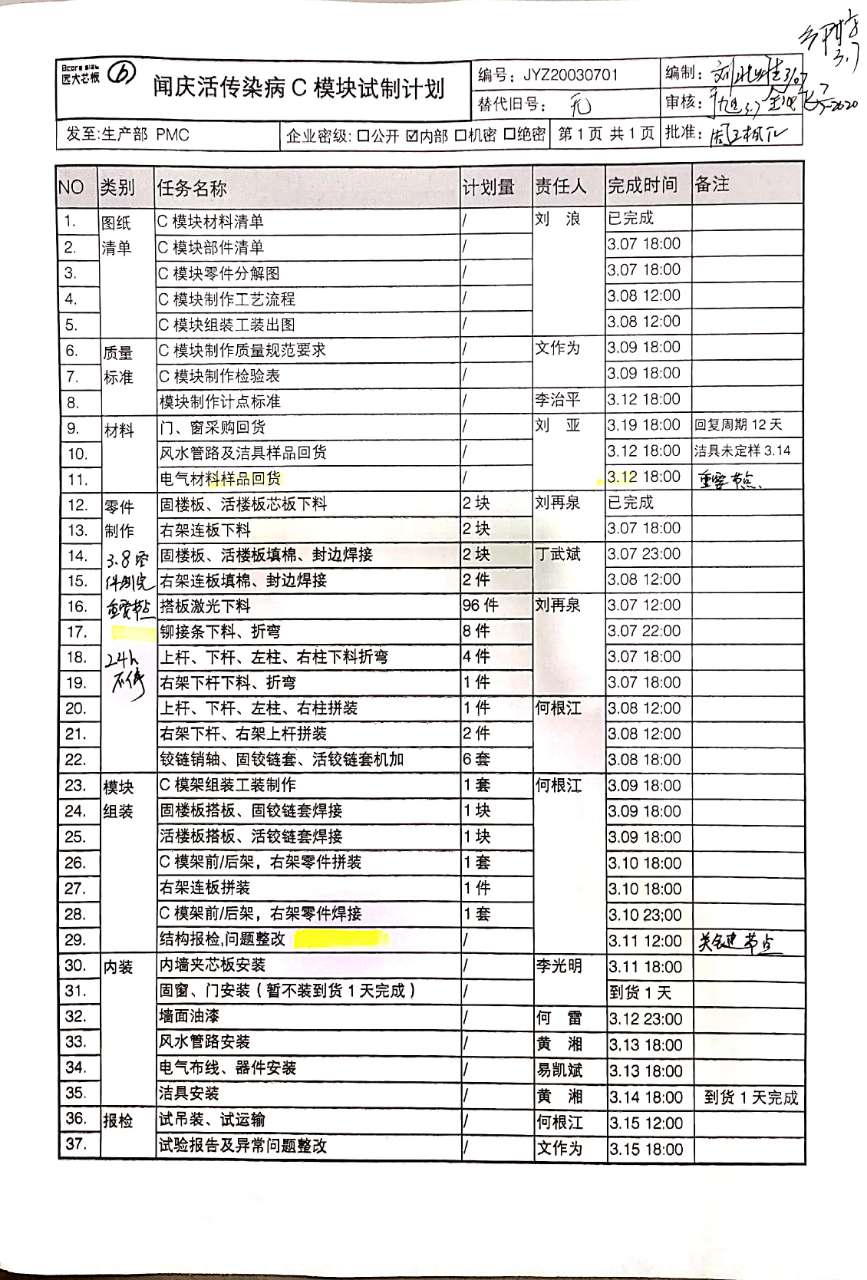 3.7
Bcore slab
远大芯板
闻庆活传染病 C 模块试制计划
编号：JYZ20030701
编制：
3/07
替代旧号：无
审核：
3.7
批准：
发至:生产部 PMC
企业密级: □公开 ☑内部 □机密 □绝密
第 1 页 共 1 页
NO 类别 任务名称 计划量 责任人 完成时间 备注
1. 图纸 C 模块材料清单 / 刘 浪 已完成
2. 清单 C 模块部件清单 / 3.07 18:00
3. C 模块零件分解图 / 3.07 18:00
4. C 模块制作工艺流程 / 3.08 12:00
5. C 模块组装工装出图 / 3.08 12:00
6. 质量 C 模块制作质量规范要求 / 文作为 3.09 18:00
7. 标准 C 模块制作检验表 / 3.09 18:00
8. 模块制作计点标准 / 李治平 3.12 18:00
9. 材料 门、窗采购回货 / 刘 亚 3.19 18:00 回复周期 12 天
10. 风水管路及洁具样品回货 / 3.12 18:00 洁具未定样 3.14
11. 电气材料样品回货 / 3.12 18:00 重要节点
12. 零件 固楼板、活楼板芯板下料 2 块 刘再泉 已完成
13. 制作 右架连板下料 2 块 3.07 18:00
14. 3.8 固楼板、活楼板填棉、封边焊接 2 块 丁武斌 3.07 23:00
15. 右架连板填棉、封边焊接 2 件 3.08 12:00
16. 重要节点 搭板激光下料 96 件 刘再泉 3.07 12:00
17. 铆接条下料、折弯 8 件 3.07 22:00
18. 24h 上杆、下杆、左柱、右柱下料折弯 4 件 3.07 18:00
19. 不停 右架下杆下料、折弯 1 件 3.07 18:00
20. 上杆、下杆、左柱、右柱拼装 1 件 何根江 3.08 12:00
21. 右架下杆、右架上杆拼装 2 件 3.08 12:00
22. 铰链销轴、固铰链套、活铰链套机加 6 套 3.08 18:00
23. 模块 C 模架组装工装制作 1 套 何根江 3.09 18:00
24. 组装 固楼板搭板、固铰链套焊接 1 块 3.09 18:00
25. 活楼板搭板、活铰链套焊接 1 块 3.09 18:00
26. C 模架前/后架，右架零件拼装 1 套 3.10 18:00
27. 右架连板拼装 1 件 3.10 18:00
28. C 模架前/后架，右架零件焊接 1 套 3.10 23;00
29. 结构报检,问题整改 / 3.11 12:00 关键节点
30. 内装 内墙夹芯板安装 / 李光明 3.11 18:00
31. 固窗、门安装（暂不装到货 1 天完成） / 到货 1 天
32. 墙面油漆 / 何 雷 3.12 23:00
33. 风水管路安装 / 黄 湘 3.13 18:00
34. 电气布线、器件安装 / 易凯斌 3.13 18:00
35. 洁具安装 / 黄 湘 3.14 18:00 到货 1 天完成
36. 报检 试吊装、试运输 / 何根江 3.15 12:00
37. 试验报告及异常问题整改 / 文作为 3.15 18:00